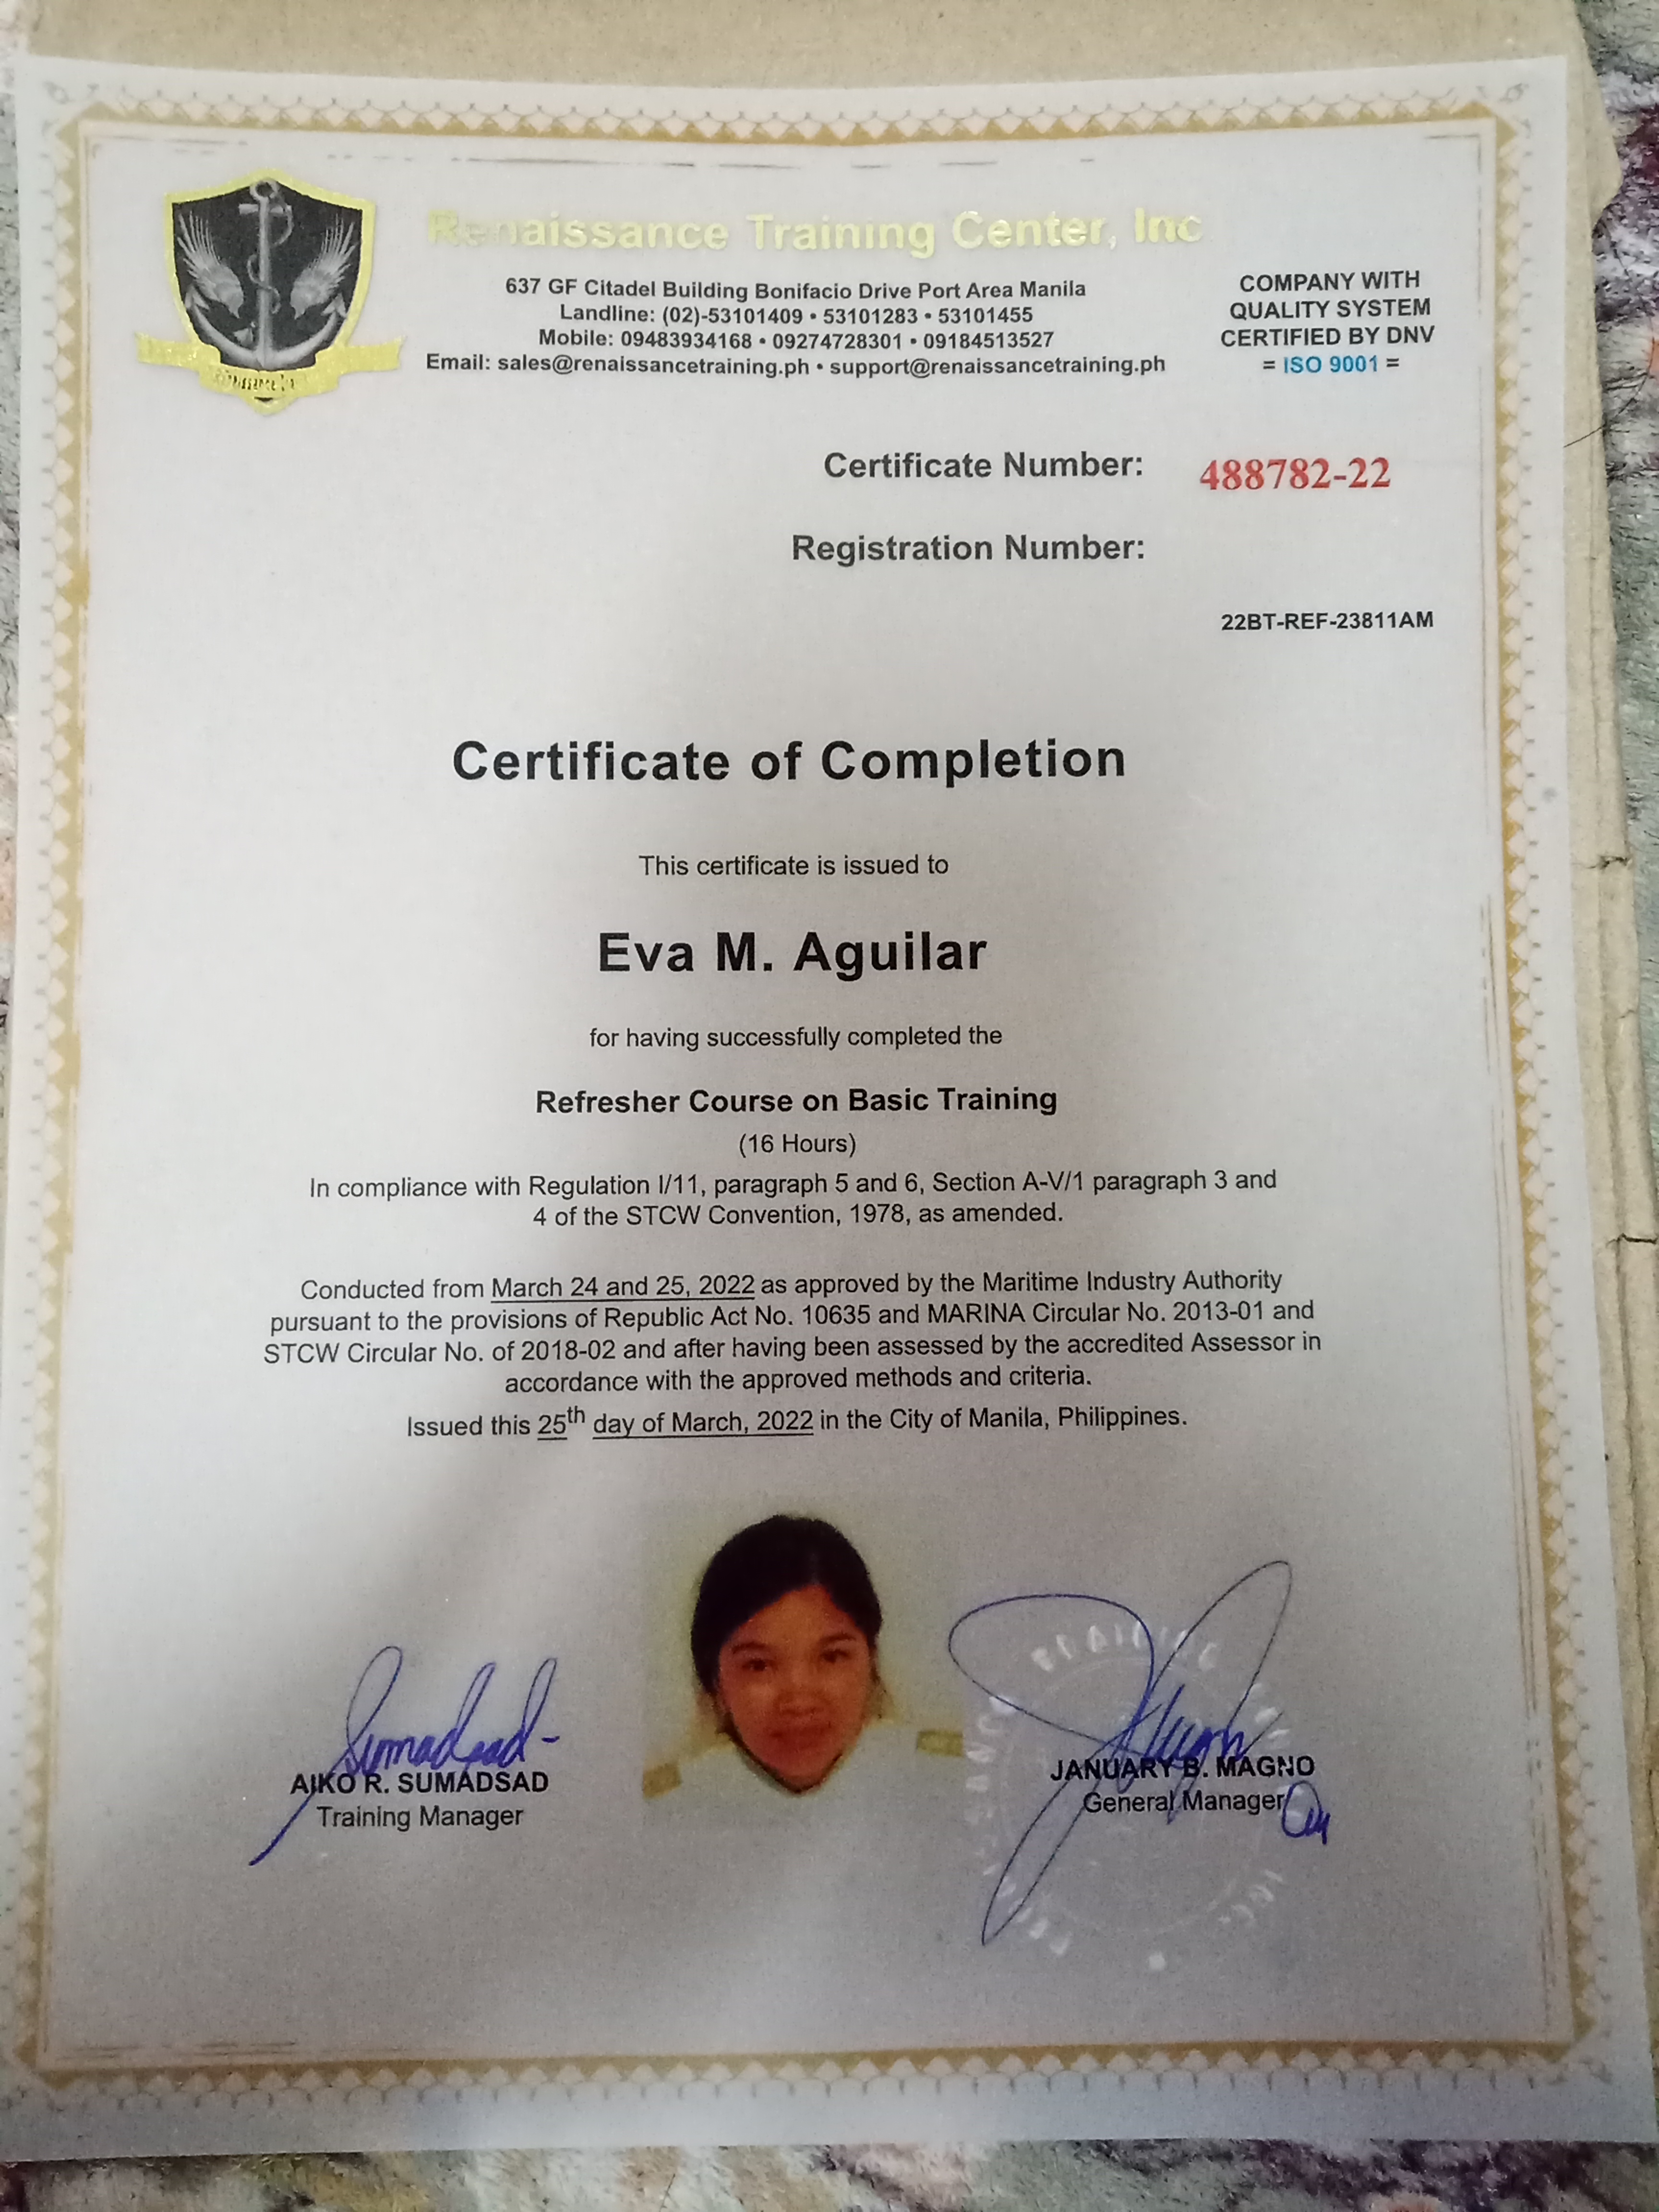 Renaissance Training Center, Inc
637 GF Citadel Building Bonifacio Drive Port Area Manila
Landline: (02)-53101409 • 53101283 • 53101455
Mobile: 09483934168 • 09274728301 • 09184513527
Email: sales@renaissancetraining.ph • support@renaissancetraining.ph
COMPANY WITH
QUALITY SYSTEM
CERTIFIED BY DNV
= ISO 9001 =
Certificate Number: 488782-22
Registration Number:
22BT-REF-23811AM
Certificate of Completion
This certificate is issued to
Eva M. Aguilar
for having successfully completed the
Refresher Course on Basic Training
(16 Hours)
In compliance with Regulation I/11, paragraph 5 and 6, Section A-V/1 paragraph 3 and
4 of the STCW Convention, 1978, as amended.
Conducted from March 24 and 25, 2022 as approved by the Maritime Industry Authority
pursuant to the provisions of Republic Act No. 10635 and MARINA Circular No. 2013-01 and
STCW Circular No. of 2018-02 and after having been assessed by the accredited Assessor in
accordance with the approved methods and criteria.
Issued this 25th day of March, 2022 in the City of Manila, Philippines.
Sumadsad
AIKO R. SUMADSAD
Training Manager
JANUARY B. MAGNO
General Manager